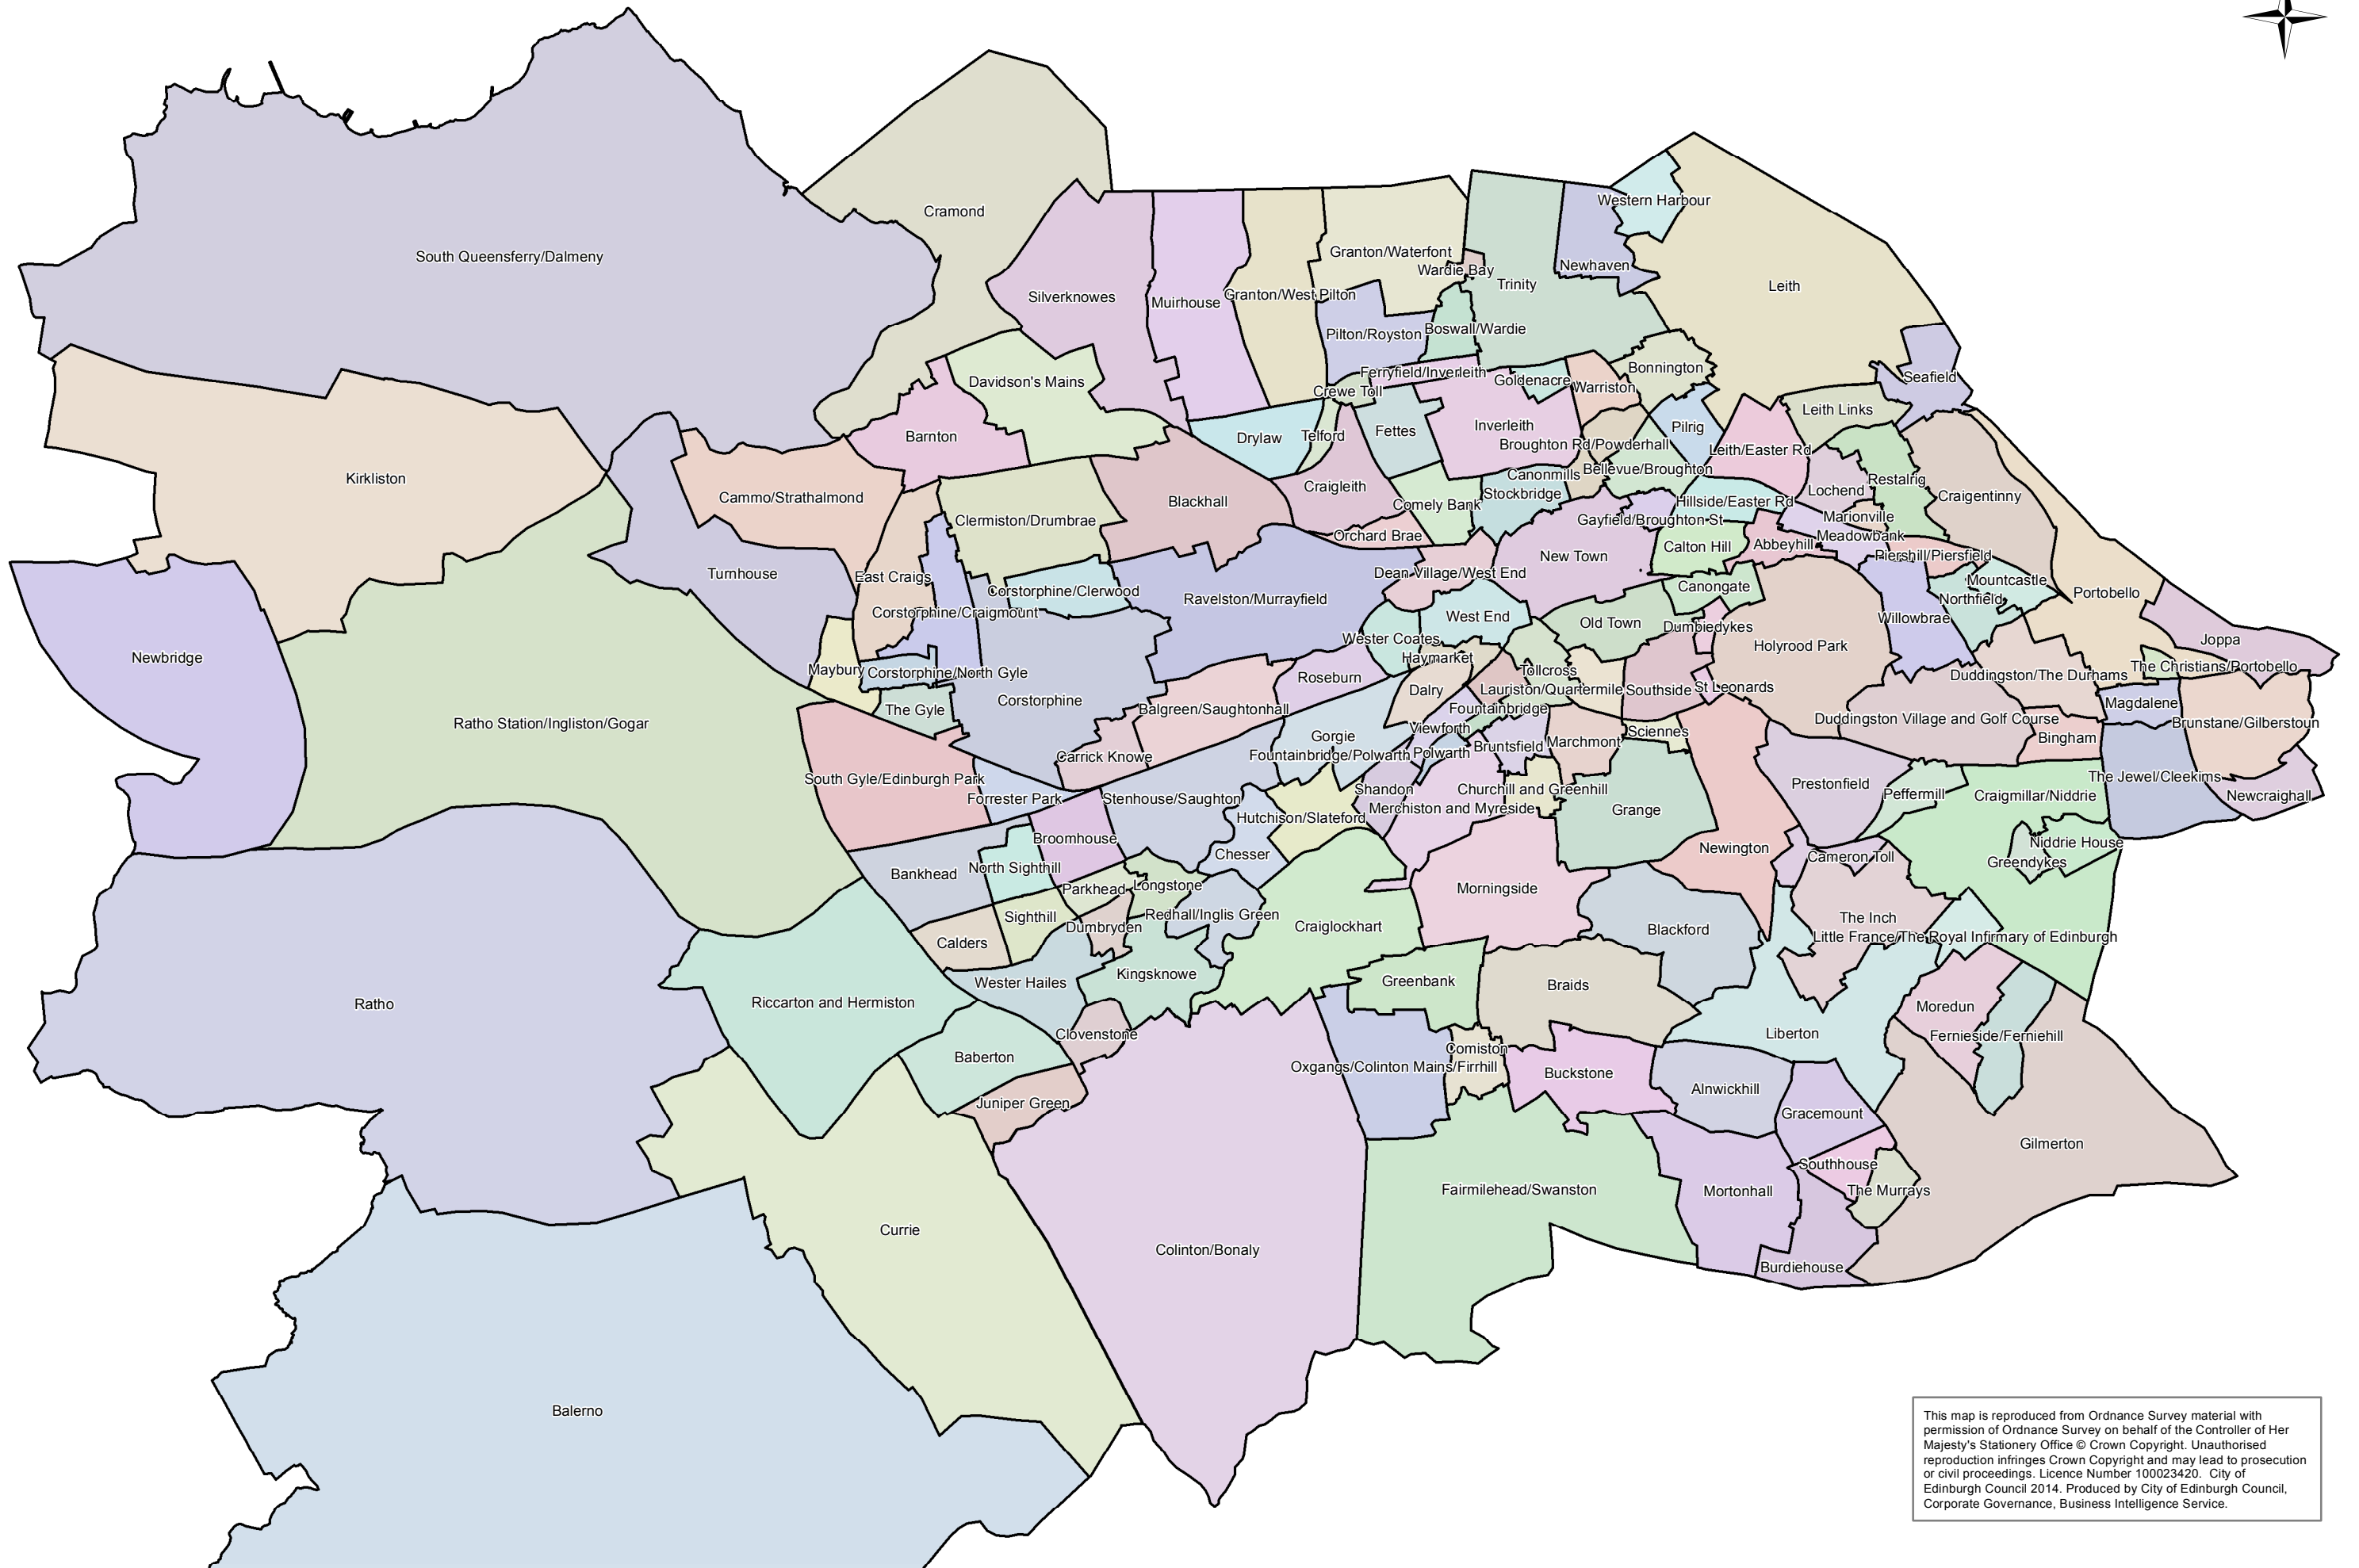 Cramond
South Queensferry/Dalmeny
Western Harbour
Granton/Waterfont
Wardie Bay
Newhaven
Trinity
Leith
Silverknowes
Muirhouse
Granton/West Pilton
Pilton/Royston
Boswall/Wardie
Davidson's Mains
Ferryfield/Inverleith
Crewe Toll
Goldenacre
Warriston
Bonnington
Seafield
Leith Links
Barnton
Drylaw
Telford
Fettes
Inverleith
Broughton Rd/Powderhall
Pilrig
Leith/Easter Rd
Kirkliston
Cammo/Strathalmond
Clermiston/Drumbrae
Blackhall
Craigleith
Comely Bank
Canonmills
Stockbridge
Bellevue/Broughton
Hillside/Easter Rd
Lochend
Restalrig
Craigentinny
Orchard Brae
Gayfield/Broughton St
Marionville
Meadowbank
Turnhouse
East Craigs
Dean Village/West End
New Town
Calton Hill
Abbeyhill
Piershill/Piersfield
Corstorphine/Clerwood
Ravelston/Murrayfield
Canongate
Mountcastle
Northfield
Portobello
Corstorphine/Craigmount
West End
Old Town
Dumbiedykes
Willowbrae
Newbridge
Wester Coates
Haymarket
Holyrood Park
Joppa
Maybury
Corstorphine/North Gyle
Roseburn
Dalry
Tollcross
Lauriston/Quartermile
Southside
St Leonards
Duddingston/The Durhams
The Christians/Portobello
Ratho Station/Ingliston/Gogar
The Gyle
Corstorphine
Balgreen/Saughtonhall
Fountainbridge
Magdalene
Gorgie
Viewforth
Sciennes
Duddingston Village and Golf Course
Brunstane/Gilberstoun
Carrick Knowe
Fountainbridge/Polwarth
Polwarth
Bruntsfield
Marchmont
Bingham
South Gyle/Edinburgh Park
Forrester Park
Stenhouse/Saughton
Shandon
Churchill and Greenhill
Prestonfield
Peffermill
Craigmillar/Niddrie
The Jewel/Cleekims
Newcraighall
Hutchison/Slateford
Merchiston and Myreside
Grange
Broomhouse
Chesser
Newington
Cameron Toll
Niddrie House
Greendykes
Bankhead
North Sighthill
Parkhead
Longstone
Morningside
Sighthill
Dumbryden
Redhall/Inglis Green
Craiglockhart
Blackford
The Inch
Little France/The Royal Infirmary of Edinburgh
Calders
Wester Hailes
Kingsknowe
Greenbank
Braids
Ratho
Riccarton and Hermiston
Clovenstone
Moredun
Liberton
Fernieside/Ferniehill
Baberton
Comiston
Oxgangs/Colinton Mains/Firrhill
Buckstone
Alnwickhill
Juniper Green
Gracemount
Gilmerton
Southhouse
Fairmilehead/Swanston
Mortonhall
The Murrays
Currie
Colinton/Bonaly
Burdiehouse
Balerno
This map is reproduced from Ordnance Survey material with
permission of Ordnance Survey on behalf of the Controller of Her
Majesty's Stationery Office © Crown Copyright. Unauthorised
reproduction infringes Crown Copyright and may lead to prosecution
or civil proceedings. Licence Number 100023420. City of
Edinburgh Council 2014. Produced by City of Edinburgh Council,
Corporate Governance, Business Intelligence Service.